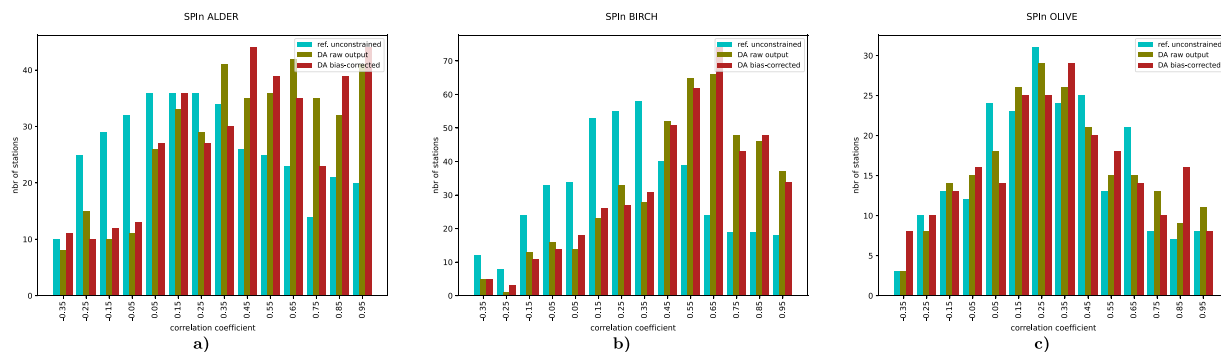 SPIn ALDER
ref. unconstrained
DA raw output
DA bias-corrected
nbr of stations
40
30
20
10
0
-0.35
-0.25
-0.15
-0.05
0.05
0.15
0.25
0.35
0.45
0.55
0.65
0.75
0.85
0.95
correlation coefficient
a)
SPIn BIRCH
ref. unconstrained
DA raw output
DA bias-corrected
nbr of stations
70
60
50
40
30
20
10
0
-0.35
-0.25
-0.15
-0.05
0.05
0.15
0.25
0.35
0.45
0.55
0.65
0.75
0.85
0.95
correlation coefficient
b)
SPIn OLIVE
ref. unconstrained
DA raw output
DA bias-corrected
nbr of stations
30
25
20
15
10
5
0
-0.35
-0.25
-0.15
-0.05
0.05
0.15
0.25
0.35
0.45
0.55
0.65
0.75
0.85
0.95
correlation coefficient
c)